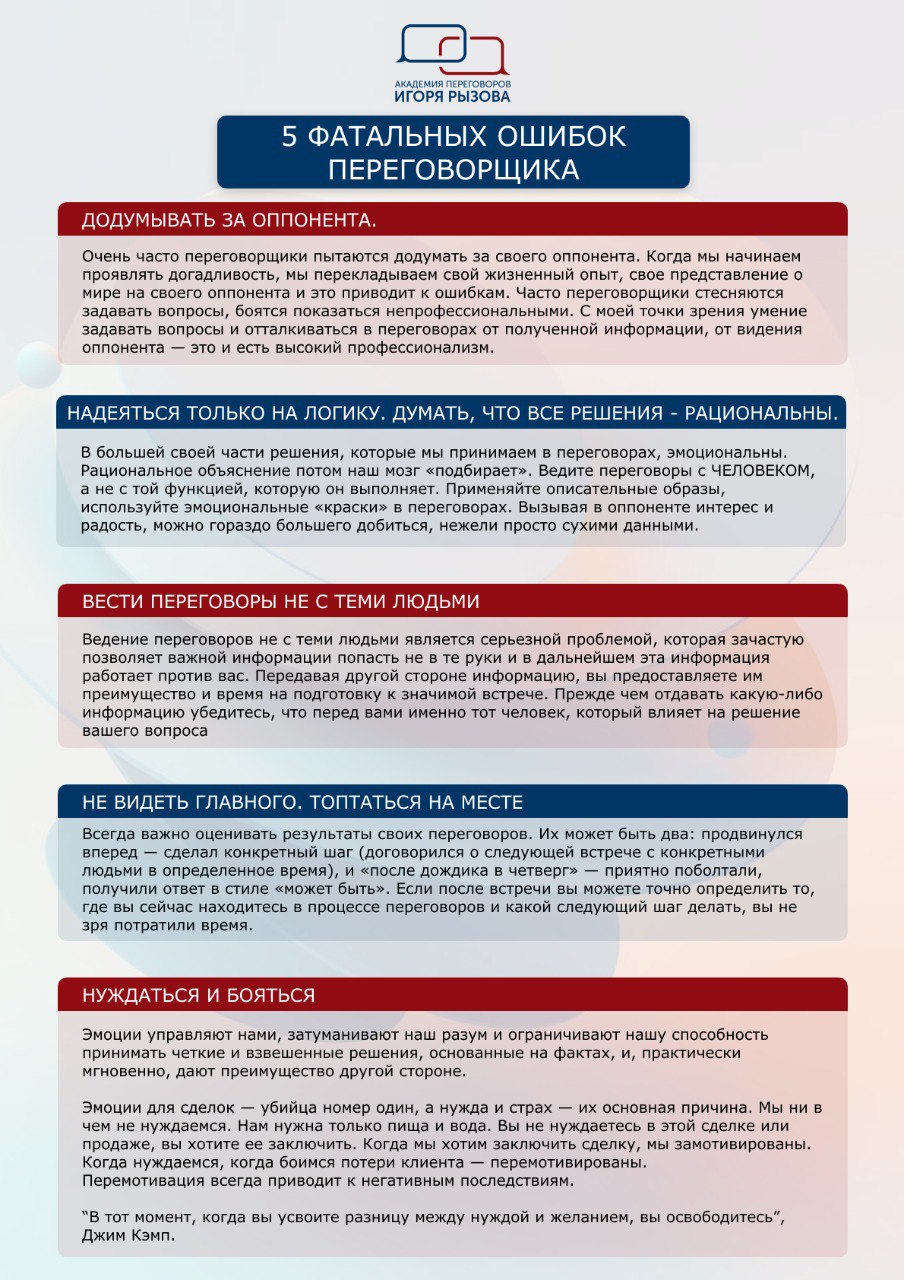 АКАДЕМИЯ ПЕРЕГОВОРОВ
ИГОРЯ РЫЗОВА
5 ФАТАЛЬНЫХ ОШИБОК
ПЕРЕГОВОРЩИКА
ДОДУМЫВАТЬ ЗА ОППОНЕНТА.
Очень часто переговорщики пытаются додумать за своего оппонента. Когда мы начинаем
проявлять догадливость, мы перекладываем свой жизненный опыт, свое представление о
мире на своего оппонента и это приводит к ошибкам. Часто переговорщики стесняются
задавать вопросы, боятся показаться непрофессиональными. С моей точки зрения умение
задавать вопросы и отталкиваться в переговорах от полученной информации, от видения
оппонента — это и есть высокий профессионализм.
НАДЕЯТЬСЯ ТОЛЬКО НА ЛОГИКУ. ДУМАТЬ, ЧТО ВСЕ РЕШЕНИЯ - РАЦИОНАЛЬНЫ.
В большей своей части решения, которые мы принимаем в переговорах, эмоциональны.
Рациональное объяснение потом наш мозг «подбирает». Ведите переговоры с ЧЕЛОВЕКОМ,
а не с той функцией, которую он выполняет. Применяйте описательные образы,
используйте эмоциональные «краски» в переговорах. Вызывая в оппоненте интерес и
радость, можно гораздо большего добиться, нежели просто сухими данными.
ВЕСТИ ПЕРЕГОВОРЫ НЕ С ТЕМИ ЛЮДЬМИ
Ведение переговоров не с теми людьми является серьезной проблемой, которая зачастую
позволяет важной информации попасть не в те руки и в дальнейшем эта информация
работает против вас. Передавая другой стороне информацию, вы предоставляете им
преимущество и время на подготовку к значимой встрече. Прежде чем отдавать какую-либо
информацию убедитесь, что перед вами именно тот человек, который влияет на решение
вашего вопроса
НЕ ВИДЕТЬ ГЛАВНОГО. ТОПТАТЬСЯ НА МЕСТЕ
Всегда важно оценивать результаты своих переговоров. Их может быть два: продвинулся
вперед — сделал конкретный шаг (договорился о следующей встрече с конкретными
людьми в определенное время), и «после дождика в четверг» — приятно поболтали,
получили ответ в стиле «может быть». Если после встречи вы можете точно определить то,
где вы сейчас находитесь в процессе переговоров и какой следующий шаг делать, вы не
зря потратили время.
НУЖДАТЬСЯ И БОЯТЬСЯ
Эмоции управляют нами, затуманивают наш разум и ограничивают нашу способность
принимать четкие и взвешенные решения, основанные на фактах, и, практически
мгновенно, дают преимущество другой стороне.
Эмоции для сделок — убийца номер один, а нужда и страх — их основная причина. Мы ни в
чем не нуждаемся. Нам нужна только пища и вода. Вы не нуждаетесь в этой сделке или
продаже, вы хотите ее заключить. Когда мы хотим заключить сделку, мы замотивированы.
Когда нуждаемся, когда боимся потери клиента — перемотивированы.
Перемотивация всегда приводит к негативным последствиям.
“В тот момент, когда вы усвоите разницу между нуждой и желанием, вы освободитесь”,
Джим Кэмп.